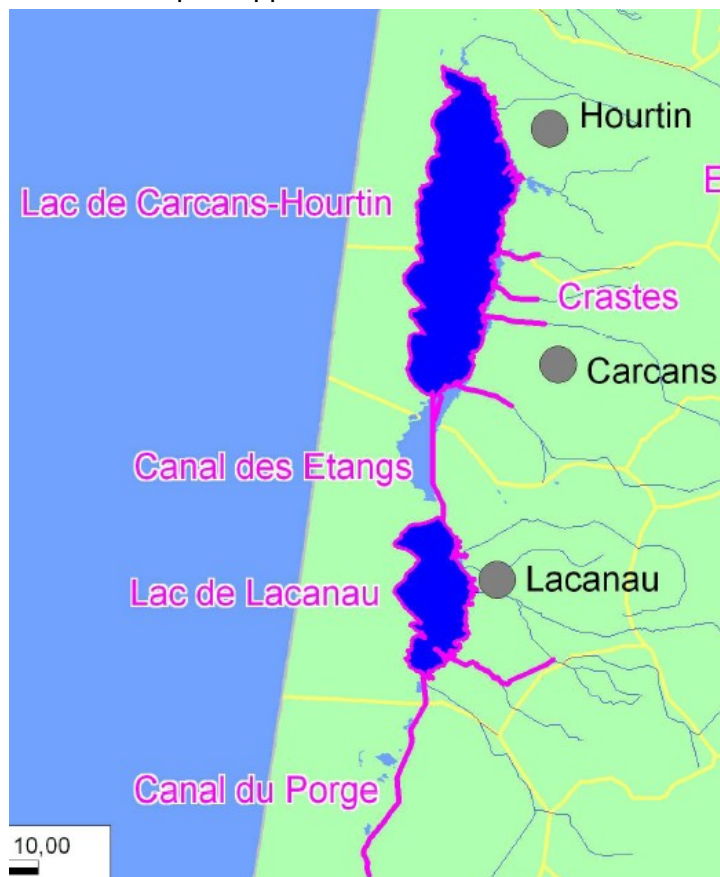 Hourtin
E
Lac de Carcans-Hourtin
Crastes
Carcans
Canal des Etangs
Lacanau
Lac de Lacanau
Canal du Porge
10,00